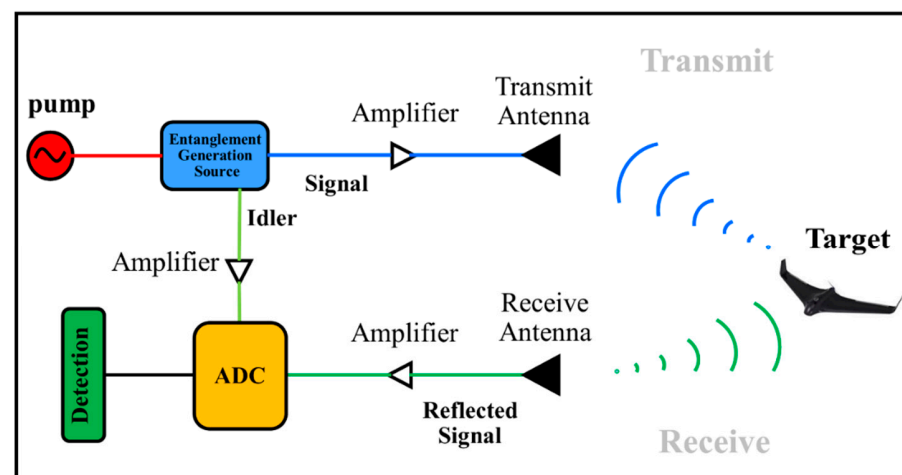 Transmit
pump
Amplifier
Transmit
Antenna
Entanglement
Generation
Source
Signal
Idler
Target
Amplifier
Amplifier
Receive
Antenna
ADC
Detection
Reflected
Signal
Receive